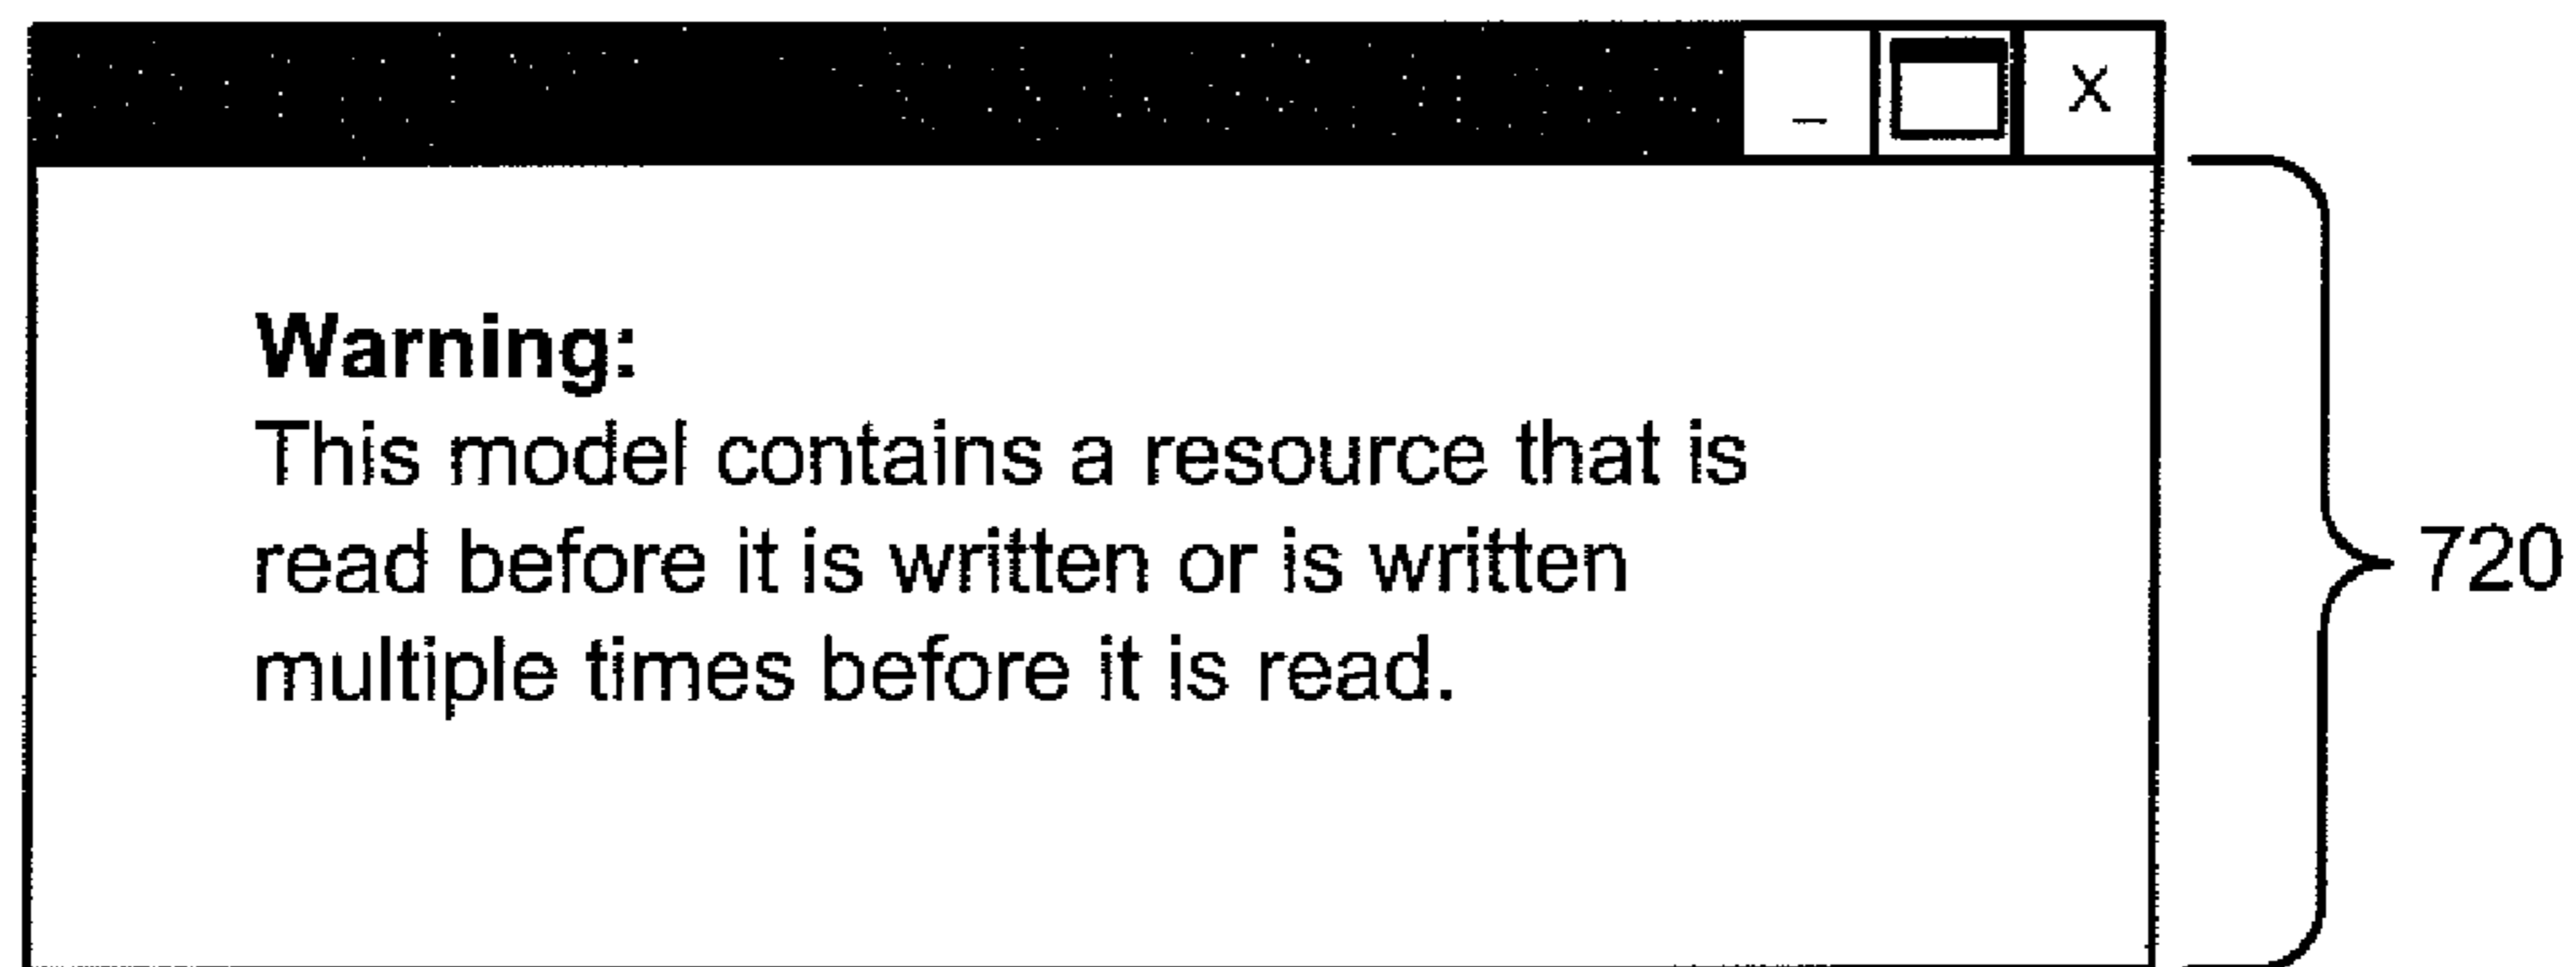 _ X
Warning:
This model contains a resource that is
read before it is written or is written
multiple times before it is read.
720